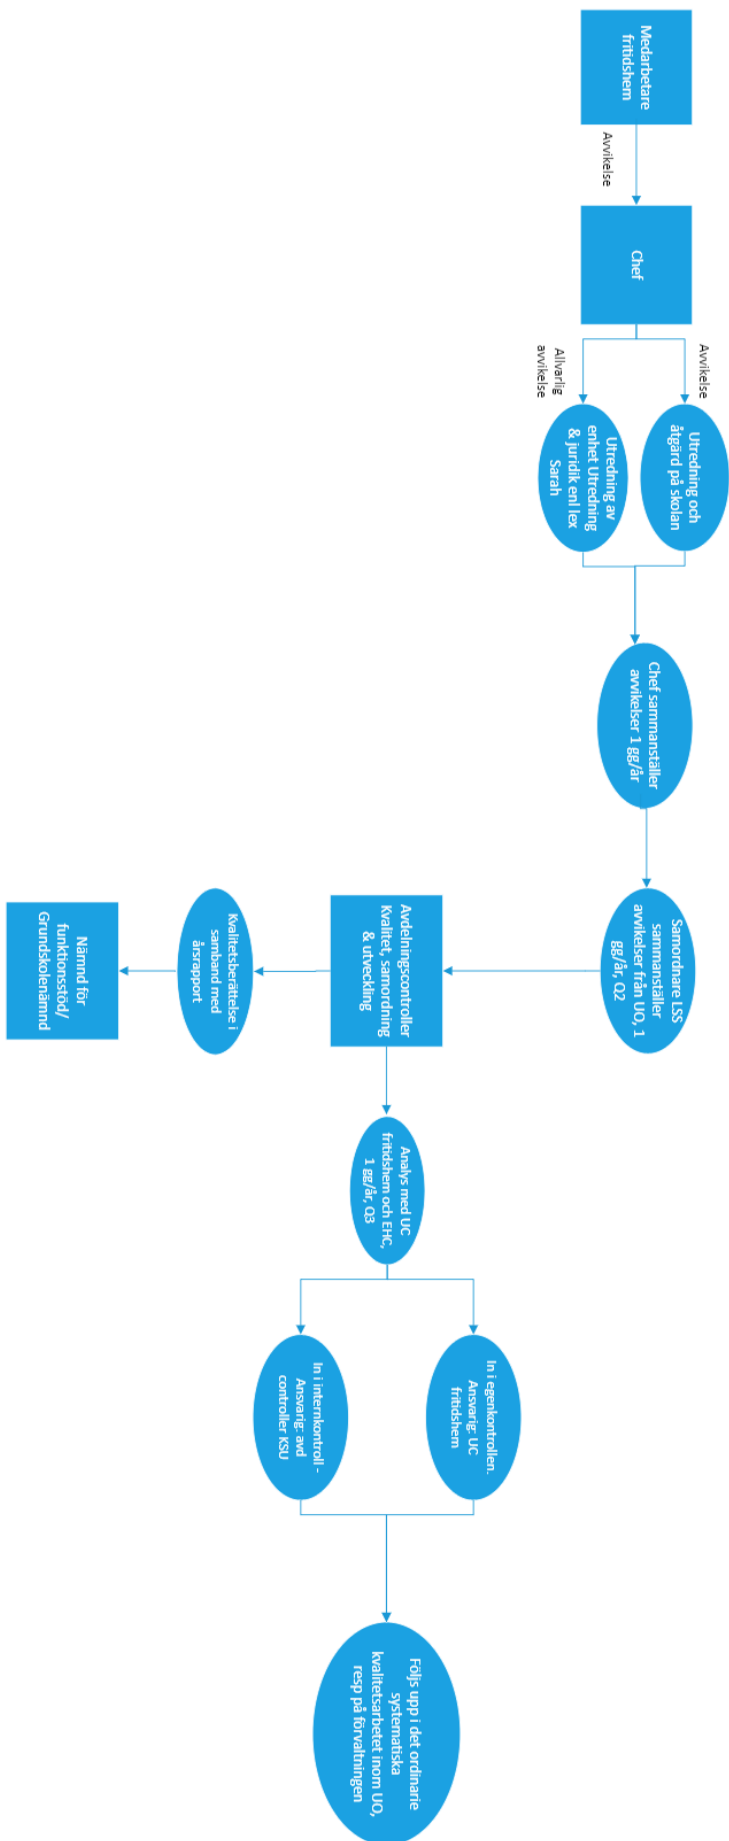 Medarbetare
fritidshem
Avvikelse
Chef
Avvikelse
Utredning och
åtgärd på skolan
Allvarlig
avvikelse
Utredning av
enhet Utredning
& juridik enl lex
Sarah
Chef sammanställer
avvikelser 1 gg/år
Samordnare LSS
sammanställer
avvikelser från UO, 1
gg/år, Q2
Avdelningscontroller
Kvalitet, samordning
& utveckling
Kvalitetsberättelse i
samband med
årsrapport
Nämnd för
funktionsstöd/
Grundskolenämnd
Analys med UC
fritidshem och EHC,
1 gg/år, Q3
In i egenkontrollen.
Ansvarig: UC
fritidshem
In i internkontroll -
Ansvarig: avd
controller KSU
Följs upp i det ordinarie
systematiska
kvalitetsarbetet inom UO,
resp på förvaltningen